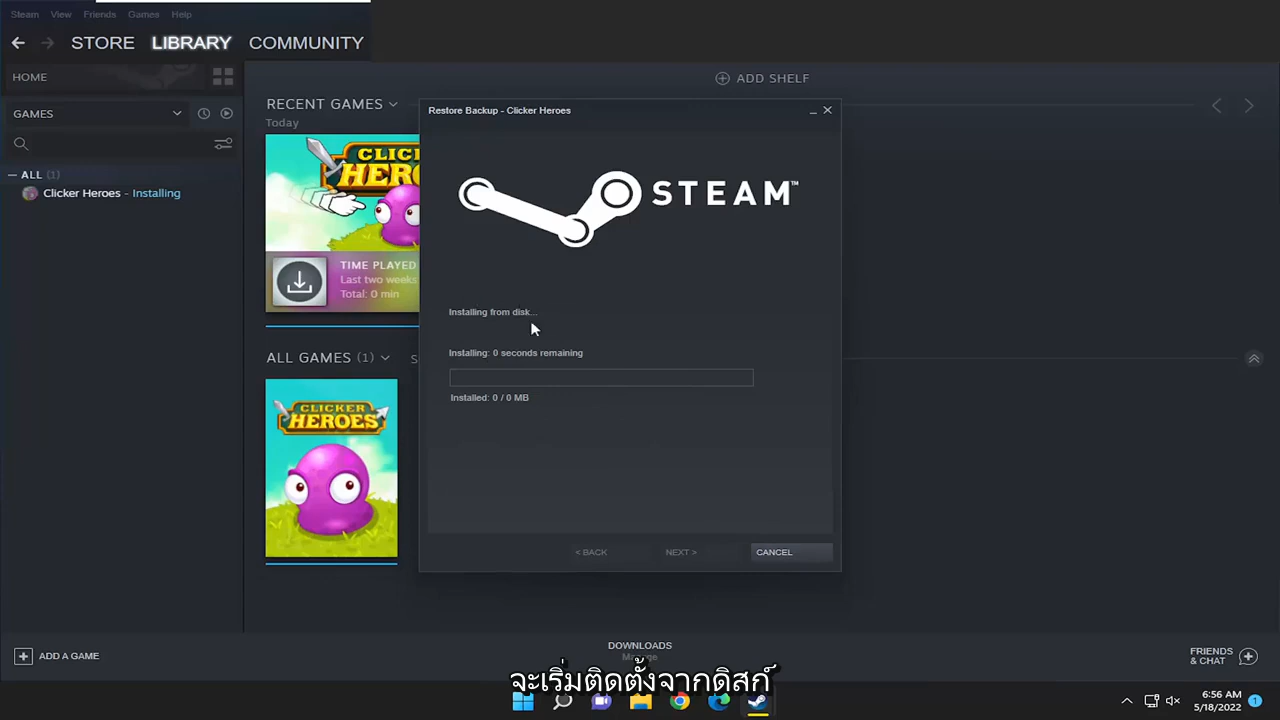 Steam View Friends Games Help
STORE LIBRARY COMMUNITY
HOME
ADD SHELF
GAMES
RECENT GAMES
Today
Restore Backup - Clicker Heroes
CLIC
HERO
STEAM™
ALL (1)
Clicker Heroes - Installing
TIME PLAYED
Last two weeks
Total: 0 min
Installing from disk...
Installing: 0 seconds remaining
Installed: 0 / 0 MB
ALL GAMES (1) S
CLICKER
HEROES
< BACK NEXT > CANCEL
ADD A GAME
DOWNLOADS
Manage
FRIENDS
& CHAT
จะเริ่มติดตั้งจากดิสก์
6:56 AM
5/18/2022
1